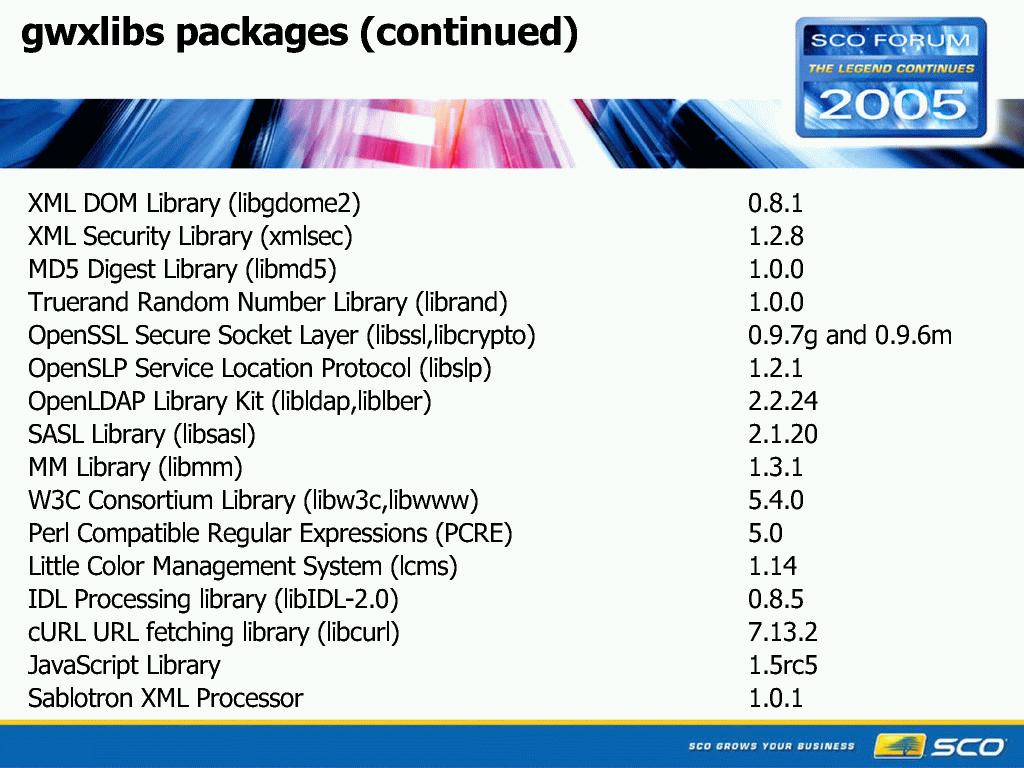 gwxlibs packages (continued)
SCO FORUM
THE LEGEND CONTINUES
2005
XML DOM Library (libgdome2) 0.8.1
XML Security Library (xmlsec) 1.2.8
MD5 Digest Library (libmd5) 1.0.0
Truerand Random Number Library (librand) 1.0.0
OpenSSL Secure Socket Layer (libssl,libcrypto) 0.9.7g and 0.9.6m
OpenSLP Service Location Protocol (libslp) 1.2.1
OpenLDAP Library Kit (libldap,liblber) 2.2.24
SASL Library (libsasl) 2.1.20
MM Library (libmm) 1.3.1
W3C Consortium Library (libw3c,libwww) 5.4.0
Perl Compatible Regular Expressions (PCRE) 5.0
Little Color Management System (lcms) 1.14
IDL Processing library (libIDL-2.0) 0.8.5
cURL URL fetching library (libcurl) 7.13.2
JavaScript Library 1.5rc5
Sablotron XML Processor 1.0.1
SCO GROWS YOUR BUSINESS SCO